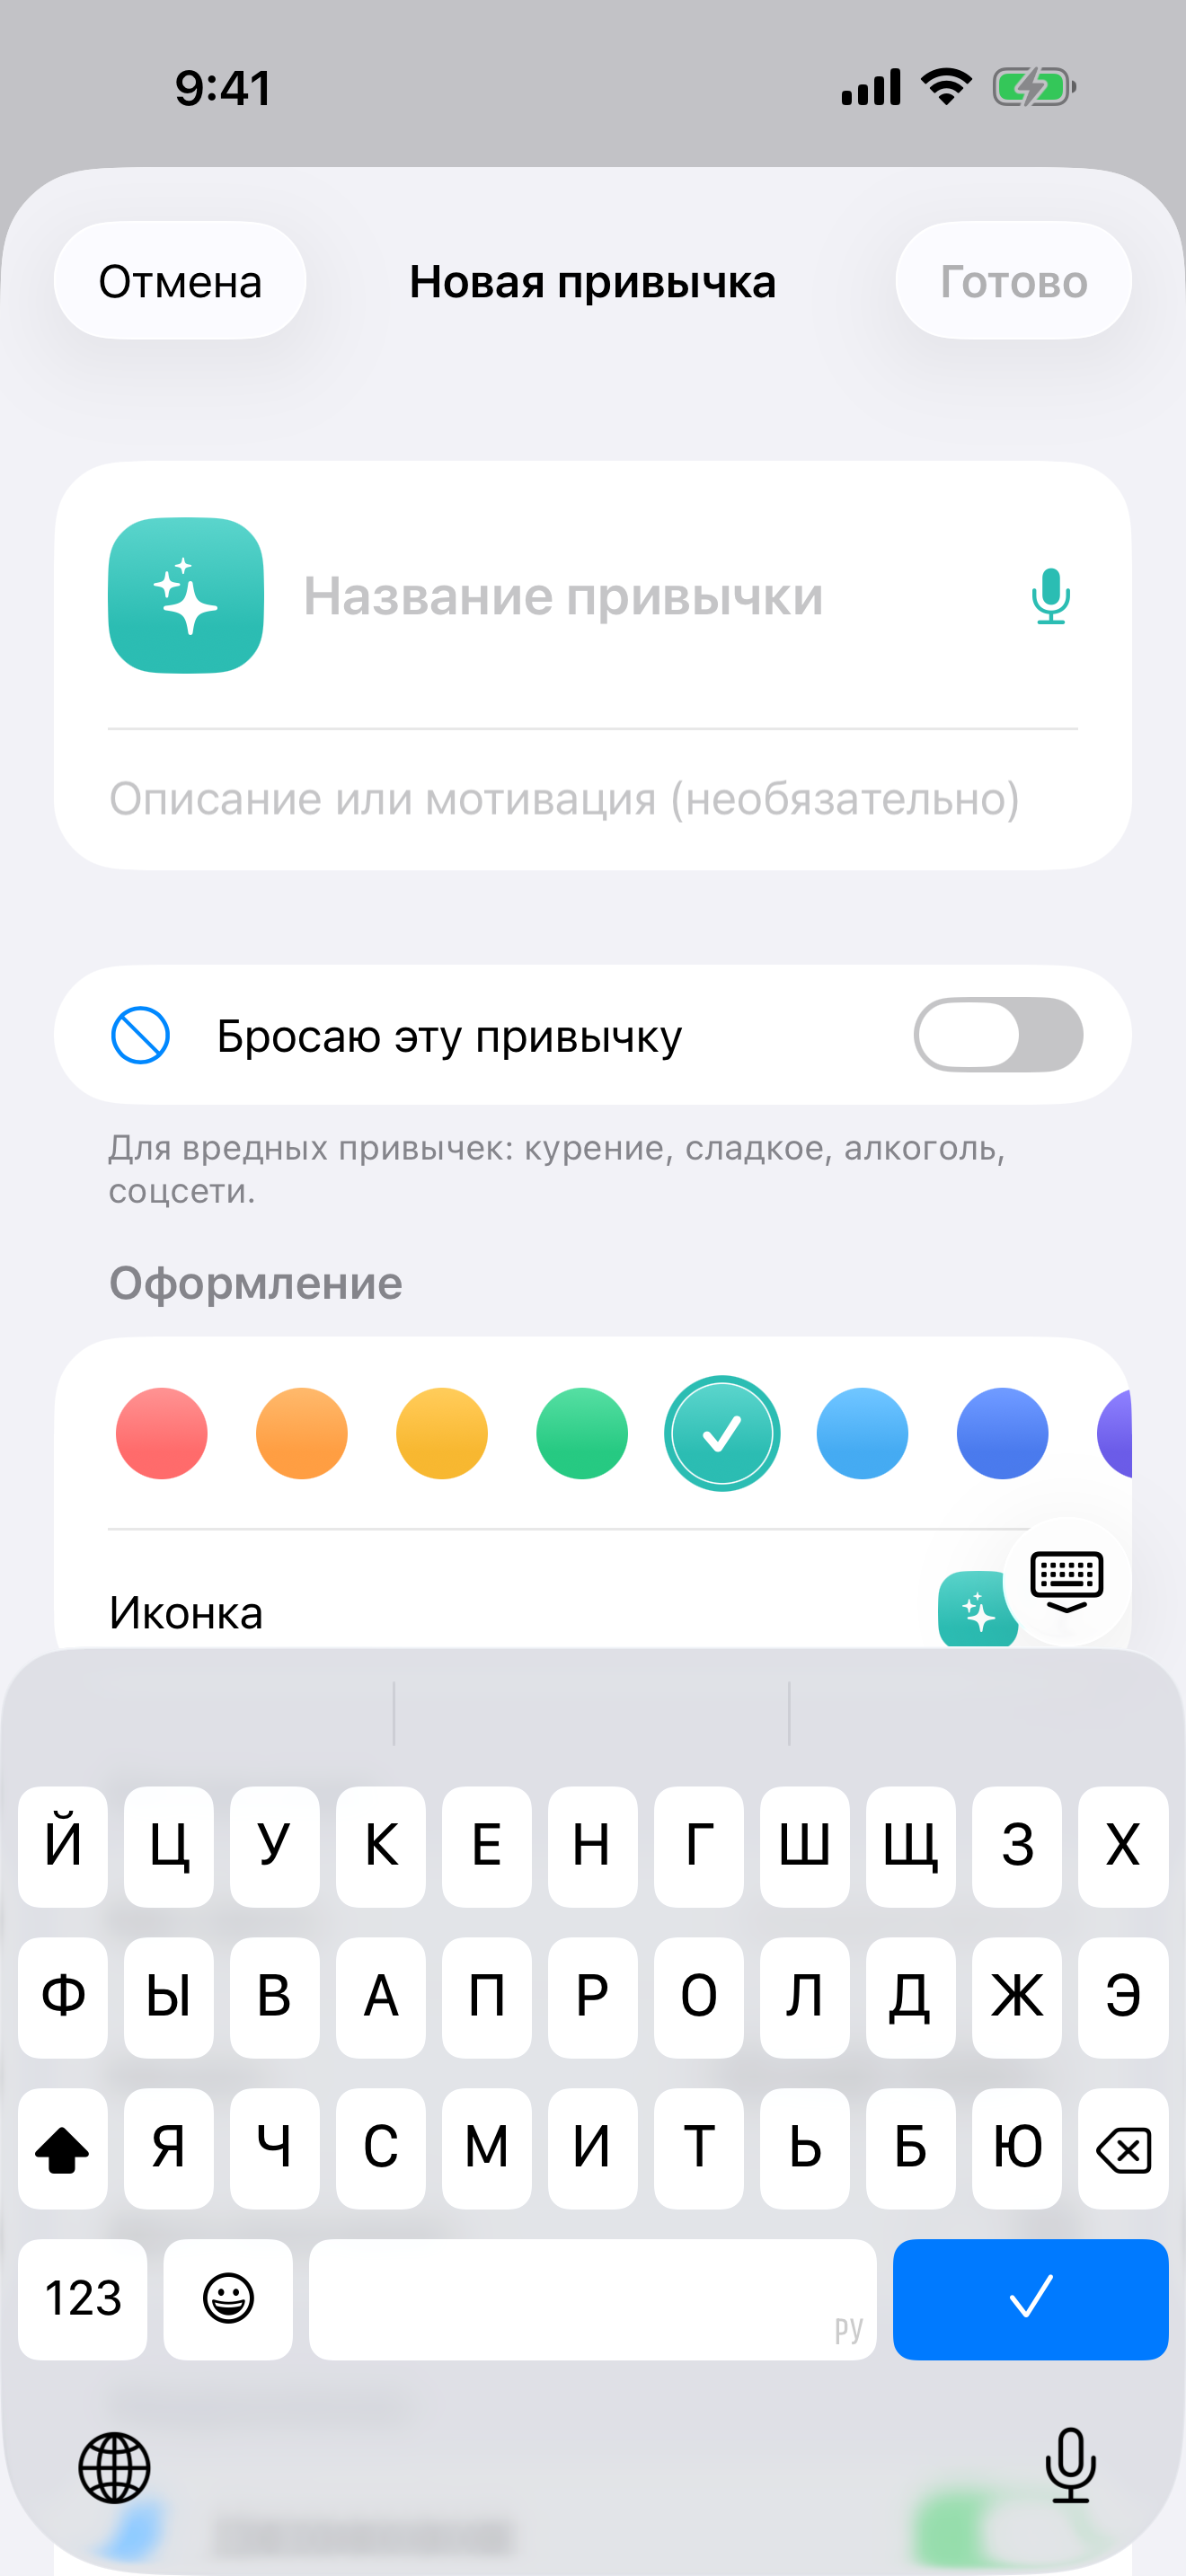 9:41
Отмена
Новая привычка
Готово
Название привычки
Описание или мотивация (необязательно)
Бросаю эту привычку
Для вредных привычек: курение, сладкое, алкоголь,
соцсети.
Оформление
Иконка
Й Ц У К Е Н Г Ш Щ З Х
Ф Ы В А П Р О Л Д Ж Э
Я Ч С М И Т Ь Б Ю
123
РУ